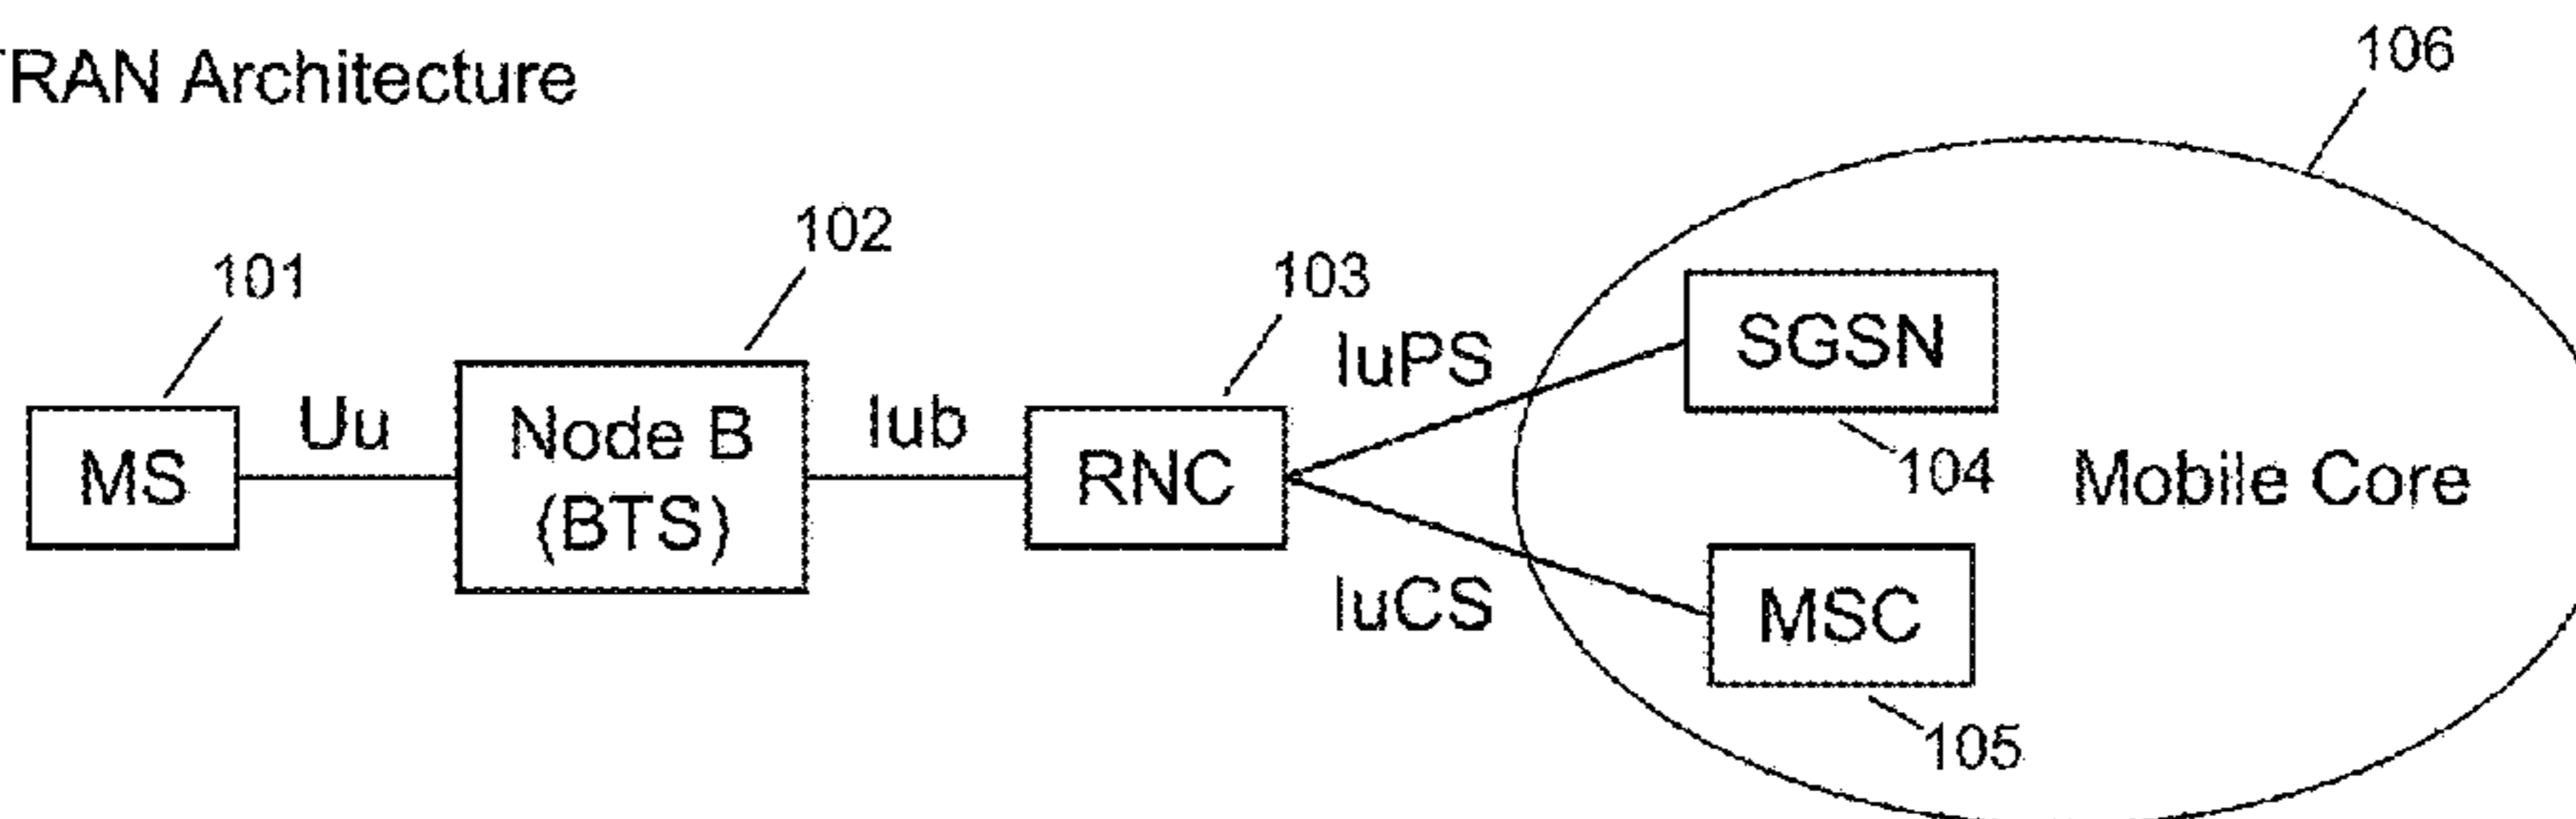 TRAN Architecture
106
102
101
103
SGSN
IuPS
Uu
Node B
(BTS)
Iub
MS
RNC
104
Mobile Core
IuCS
MSC
105